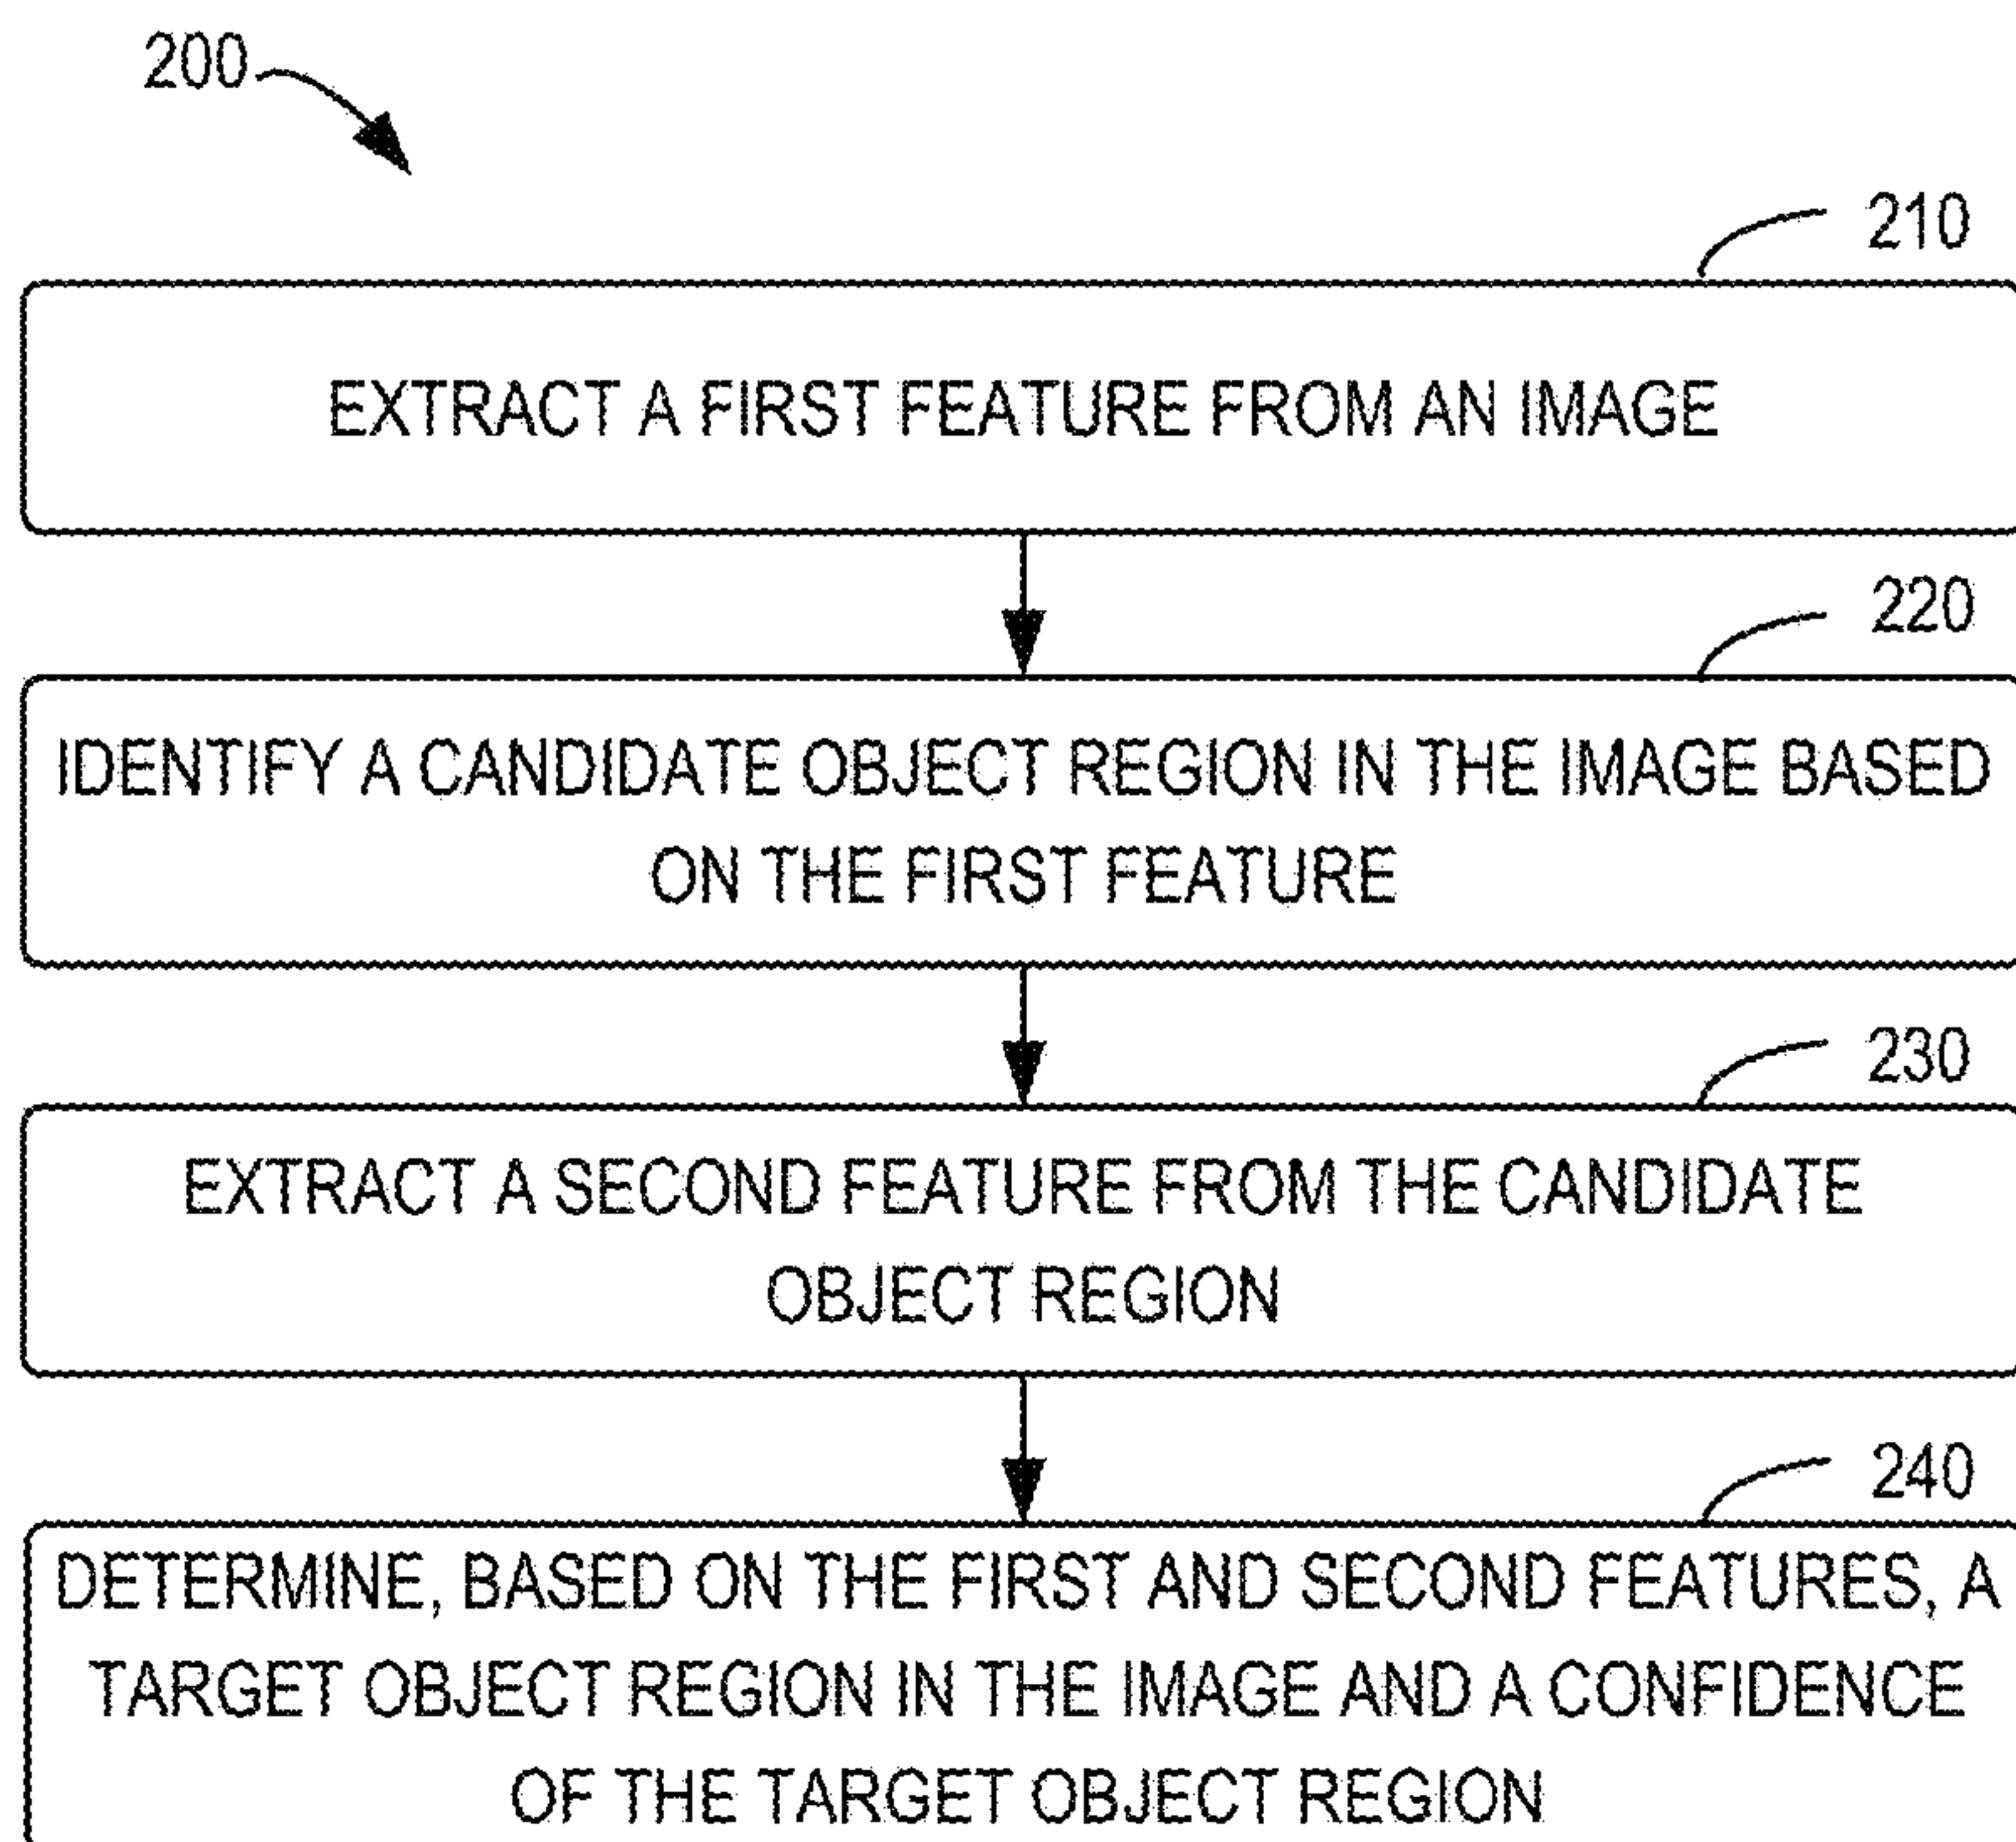 200
210
EXTRACT A FIRST FEATURE FROM AN IMAGE
220
IDENTIFY A CANDIDATE OBJECT REGION IN THE IMAGE BASED
ON THE FIRST FEATURE
230
EXTRACT A SECOND FEATURE FROM THE CANDIDATE
OBJECT REGION
240
DETERMINE, BASED ON THE FIRST AND SECOND FEATURES, A
TARGET OBJECT REGION IN THE IMAGE AND A CONFIDENCE
OF THE TARGET OBJECT REGION